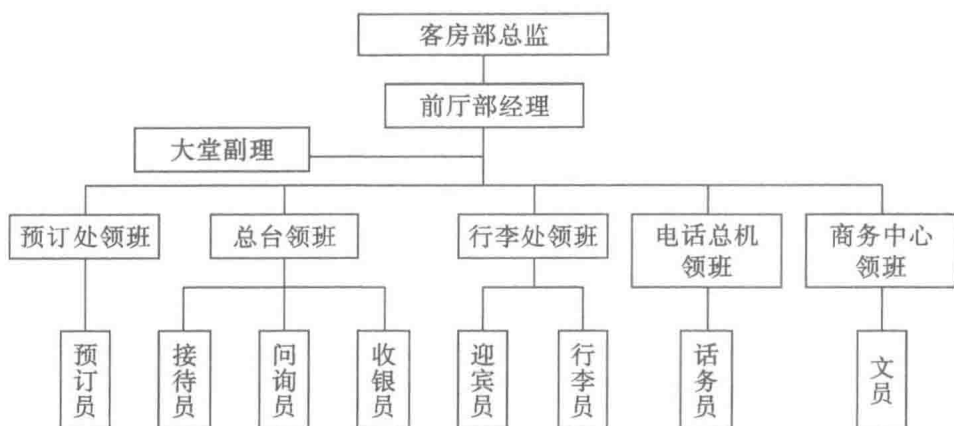 客房部总监
前厅部经理
大堂副理
预订处领班
总台领班
行李处领班
电话总机
领班
商务中心
领班
预订员
接待员
问询员
收银员
迎宾员
行李员
话务员
文员